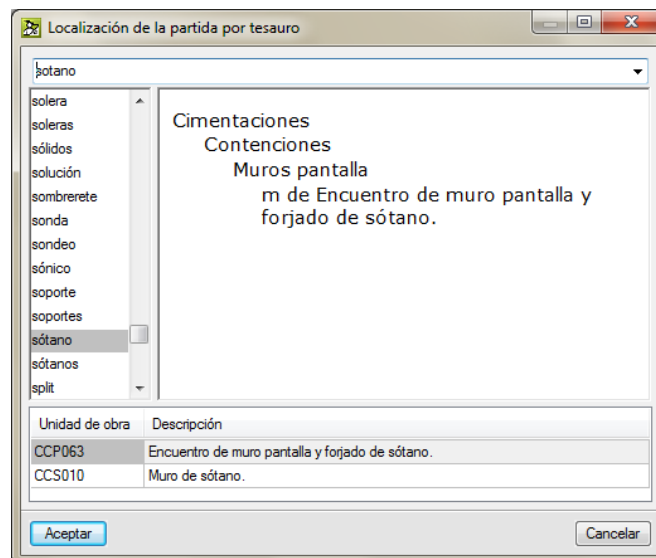 Localización de la partida por tesauro
sotano
solera
soleras
sólidos
solución
sombrerete
sonda
sondeo
sónico
soporte
soportes
sótano
sótanos
split
Cimentaciones
Contenciones
Muros pantalla
m de Encuentro de muro pantalla y
forjado de sótano.
Unidad de obra Descripción
CCP063 Encuentro de muro pantalla y forjado de sótano.
CCS010 Muro de sótano.
Aceptar Cancelar